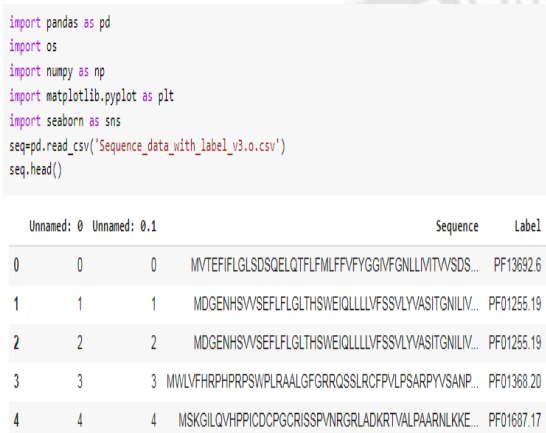 import pandas as pd
import os
import numpy as np
import matplotlib.pyplot as plt
import seaborn as sns
seq=pd.read_csv('Sequence_data_with_label_v3.o.csv')
seq.head()
Unnamed: 0 Unnamed: 0.1 Sequence Label
0 0 0 MVTEFIFLGLSDSQELQTFLFMLFFVFYGGIVFGNLLIVITVVSDS... PF13692.6
1 1 1 MDGENHSVVSEFLFLGLTHSWEIQLLLLVFSSVLYVASITGNILIV... PF01255.19
2 2 2 MDGENHSVVSEFLFLGLTHSWEIQLLLLVFSSVLYVASITGNILIV... PF01255.19
3 3 3 MWLVFHRPHPRPSWPLRAALGFGRRQSSLRCFPVLPSARPYVSANP... PF01368.20
4 4 4 MSKGILQVHPPICDCPGCRISSPVNRGRLADKRTVALPAARNLKKE... PF01687.17